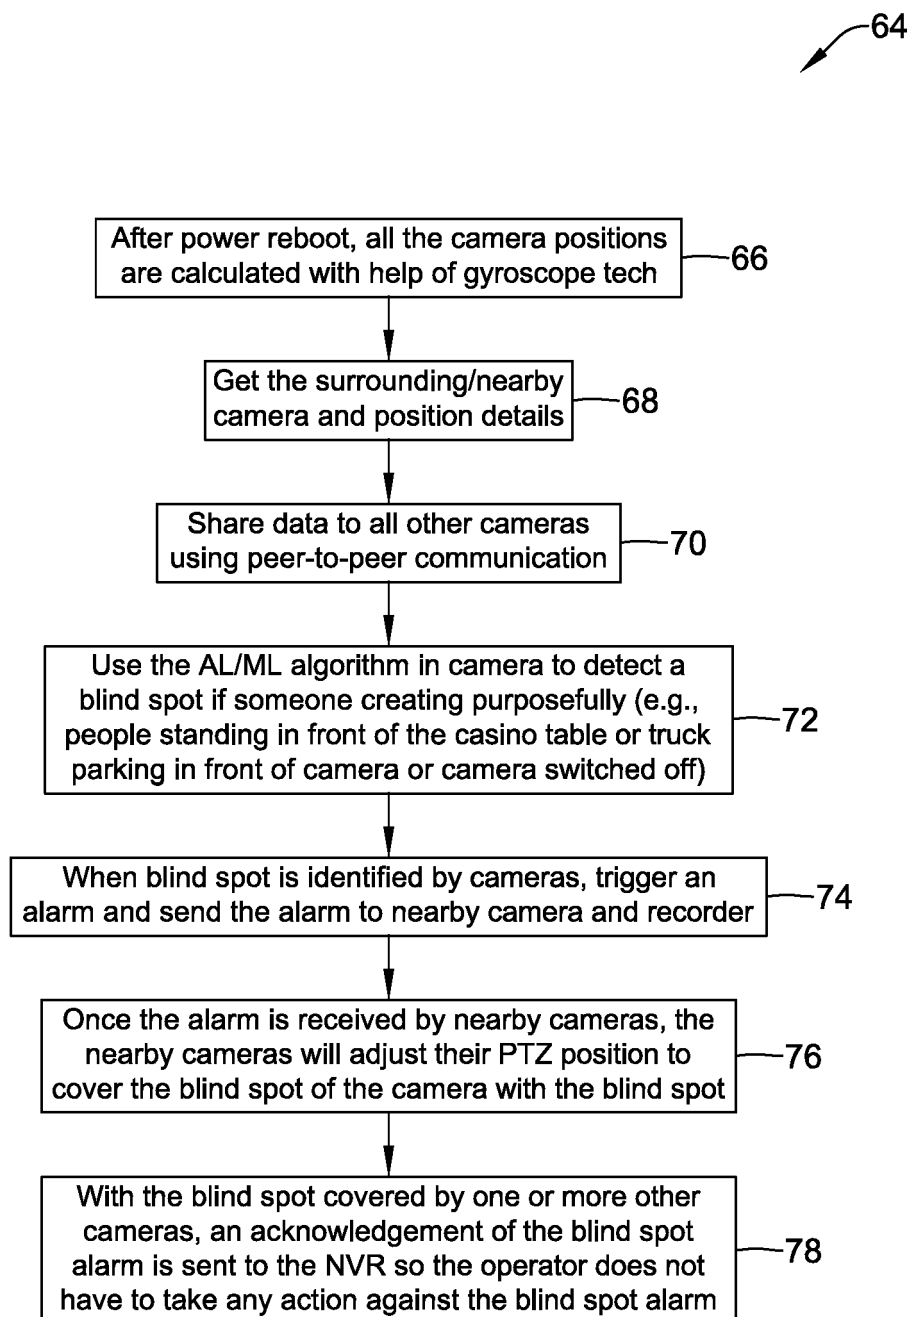 64
After power reboot, all the camera positions
are calculated with help of gyroscope tech
66
Get the surrounding/nearby
camera and position details
68
Share data to all other cameras
using peer-to-peer communication
70
Use the AL/ML algorithm in camera to detect a
blind spot if someone creating purposefully (e.g.,
people standing in front of the casino table or truck
parking in front of camera or camera switched off)
72
When blind spot is identified by cameras, trigger an
alarm and send the alarm to nearby camera and recorder
74
Once the alarm is received by nearby cameras, the
nearby cameras will adjust their PTZ position to
cover the blind spot of the camera with the blind spot
76
With the blind spot covered by one or more other
cameras, an acknowledgement of the blind spot
alarm is sent to the NVR so the operator does not
have to take any action against the blind spot alarm
78